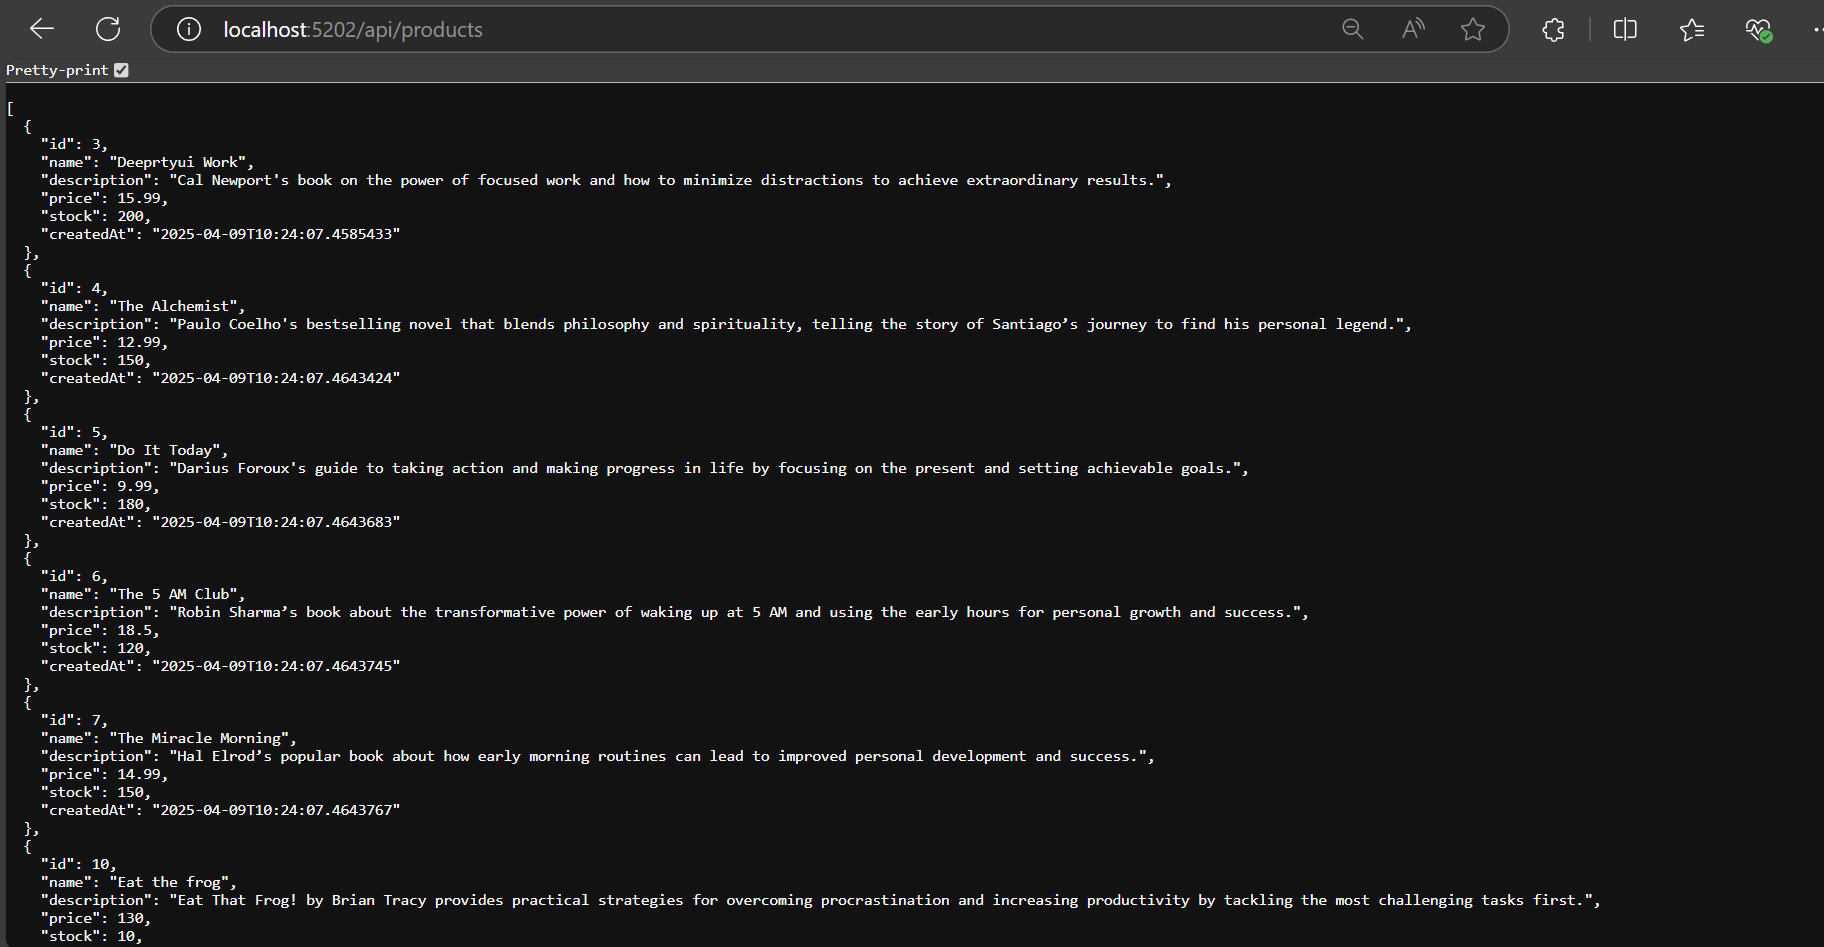 localhost:5202/api/products
Pretty-print
[
  {
    "id": 3,
    "name": "Deeprtyui Work",
    "description": "Cal Newport's book on the power of focused work and how to minimize distractions to achieve extraordinary results.",
    "price": 15.99,
    "stock": 200,
    "createdAt": "2025-04-09T10:24:07.4585433"
  },
  {
    "id": 4,
    "name": "The Alchemist",
    "description": "Paulo Coelho's bestselling novel that blends philosophy and spirituality, telling the story of Santiago’s journey to find his personal legend.",
    "price": 12.99,
    "stock": 150,
    "createdAt": "2025-04-09T10:24:07.4643424"
  },
  {
    "id": 5,
    "name": "Do It Today",
    "description": "Darius Foroux's guide to taking action and making progress in life by focusing on the present and setting achievable goals.",
    "price": 9.99,
    "stock": 180,
    "createdAt": "2025-04-09T10:24:07.4643683"
  },
  {
    "id": 6,
    "name": "The 5 AM Club",
    "description": "Robin Sharma’s book about the transformative power of waking up at 5 AM and using the early hours for personal growth and success.",
    "price": 18.5,
    "stock": 120,
    "createdAt": "2025-04-09T10:24:07.4643745"
  },
  {
    "id": 7,
    "name": "The Miracle Morning",
    "description": "Hal Elrod’s popular book about how early morning routines can lead to improved personal development and success.",
    "price": 14.99,
    "stock": 150,
    "createdAt": "2025-04-09T10:24:07.4643767"
  },
  {
    "id": 10,
    "name": "Eat the frog",
    "description": "Eat That Frog! by Brian Tracy provides practical strategies for overcoming procrastination and increasing productivity by tackling the most challenging tasks first.",
    "price": 130,
    "stock": 10,